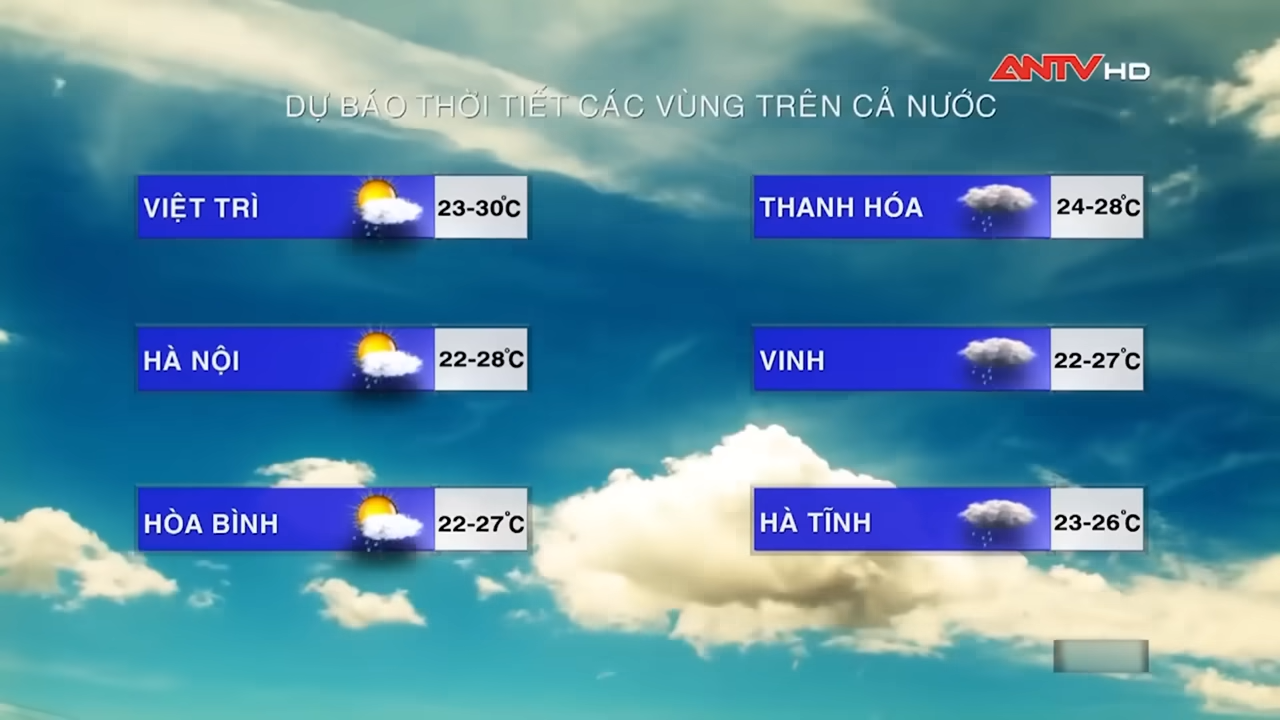 ANTV HD
DỰ BÁO THỜI TIẾT CÁC VÙNG TRÊN CẢ NƯỚC
VIỆT TRÌ 23-30°C
THANH HÓA 24-28°C
HÀ NỘI 22-28°C
VINH 22-27°C
HÒA BÌNH 22-27°C
HÀ TĨNH 23-26°C